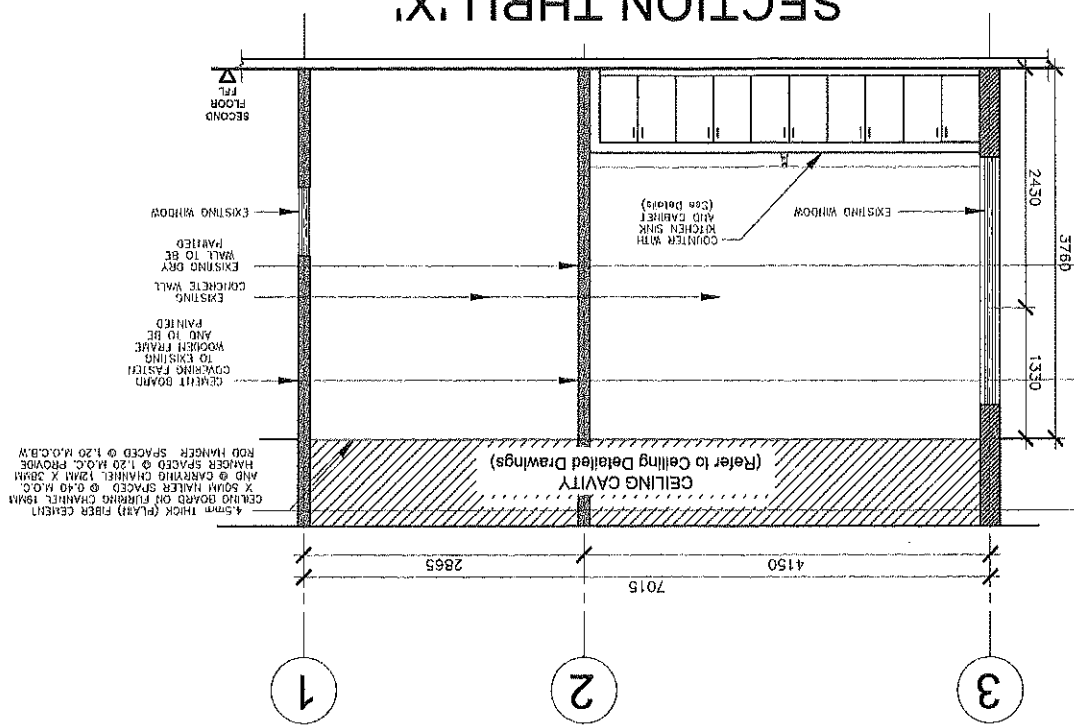 3
2
1
7015
4150
2865
CEILING CAVITY
(Refer to Ceiling Detailed Drawings)
4.5mm THICK (PLAIN) FIBER CEMENT
CEILING BOARD ON FURRING CHANNEL 19MM
X 50MM NAILER SPACED @ 0.40 M.O.C.
AND @ CARRYING CHANNEL 12MM X 38MM
HANGER SPACED @ 1.20 M.O.C. PROVIDE
ROD HANGER SPACED @ 1.20 M.O.C.B.W
1330
3760
2430
CEMENT BOARD
COVERING FASTEN
TO EXISTING
WOODEN FRAME
AND TO BE
PAINTED
EXISTING
CONCRETE WALL
EXISTING DRY
WALL TO BE
PAINTED
EXISTING WINDOW
EXISTING WINDOW
COUNTER WITH
KITCHEN SINK
AND CABINET
(See Details)
SECOND
FLOOR
FFL
SECTION THRU 'X'